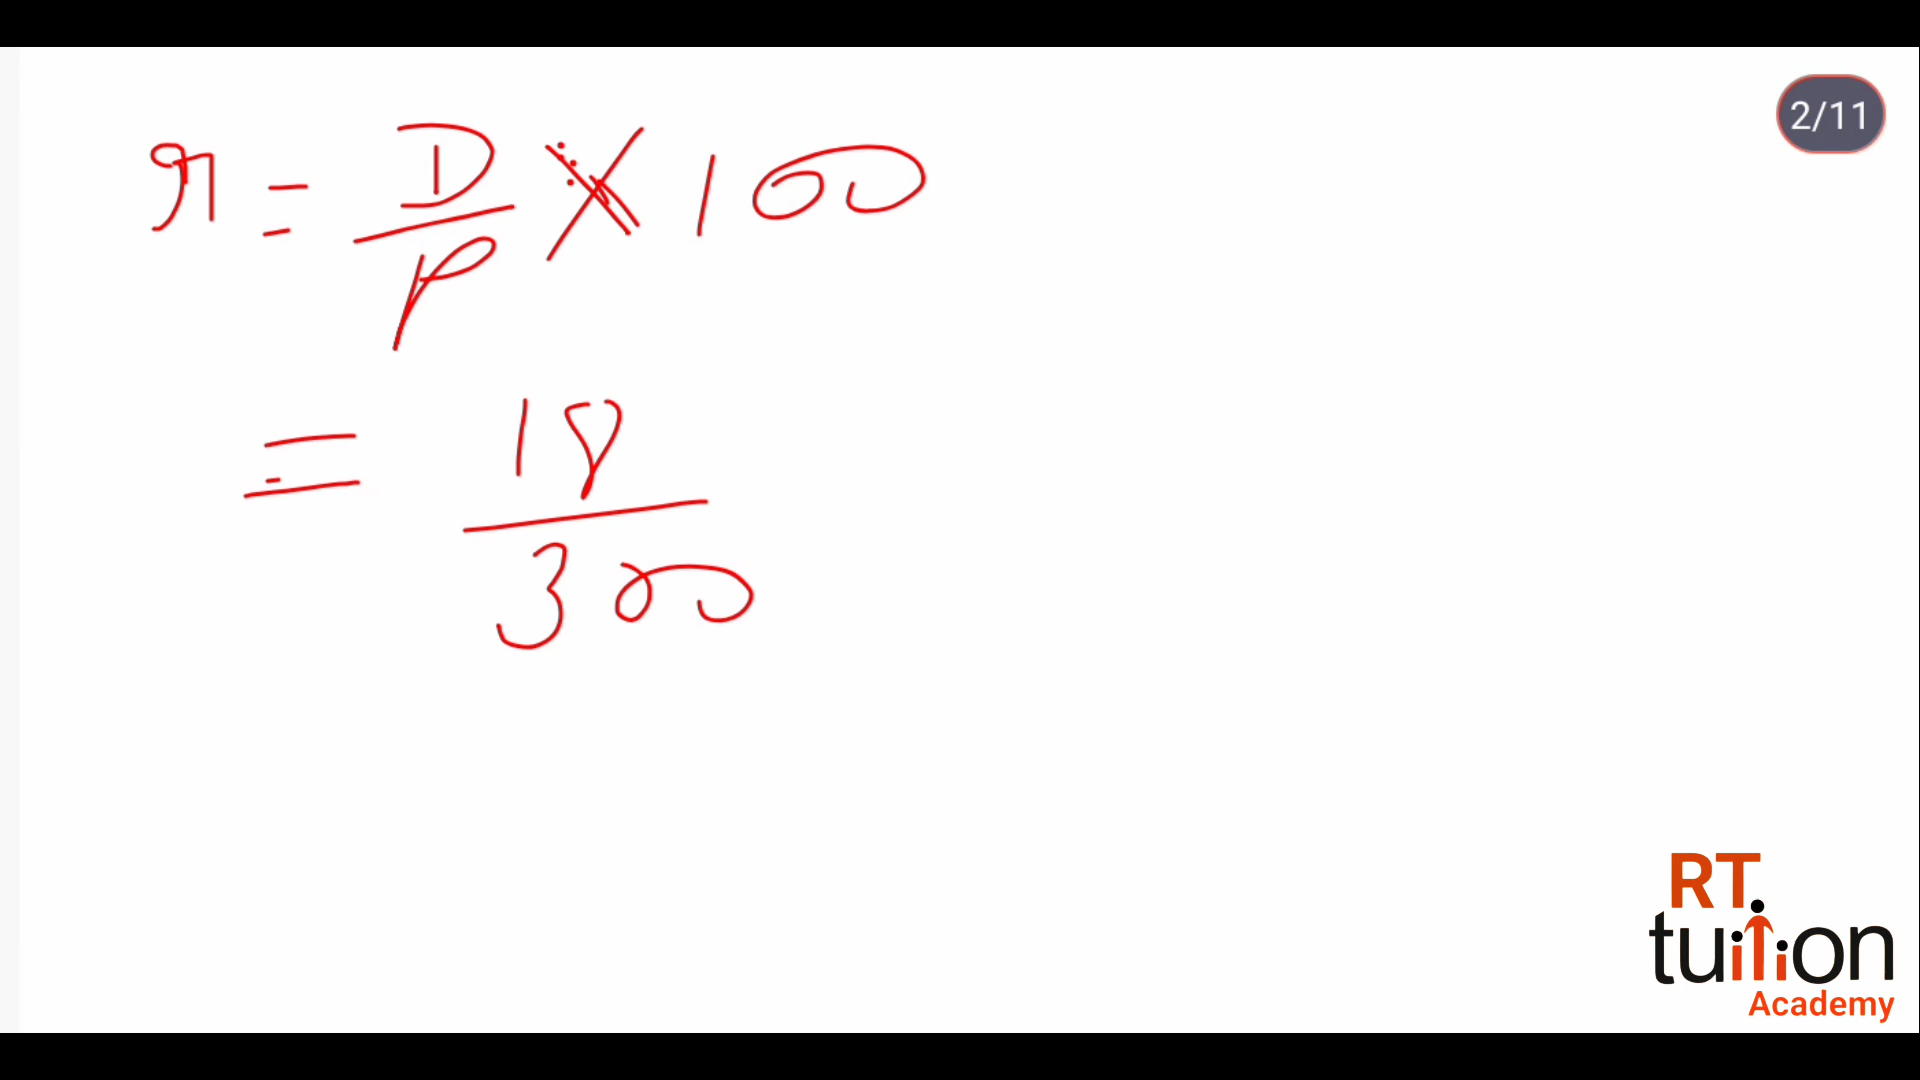 2/11
r = D/P × 100
= 18/300
RT
tuition
Academy